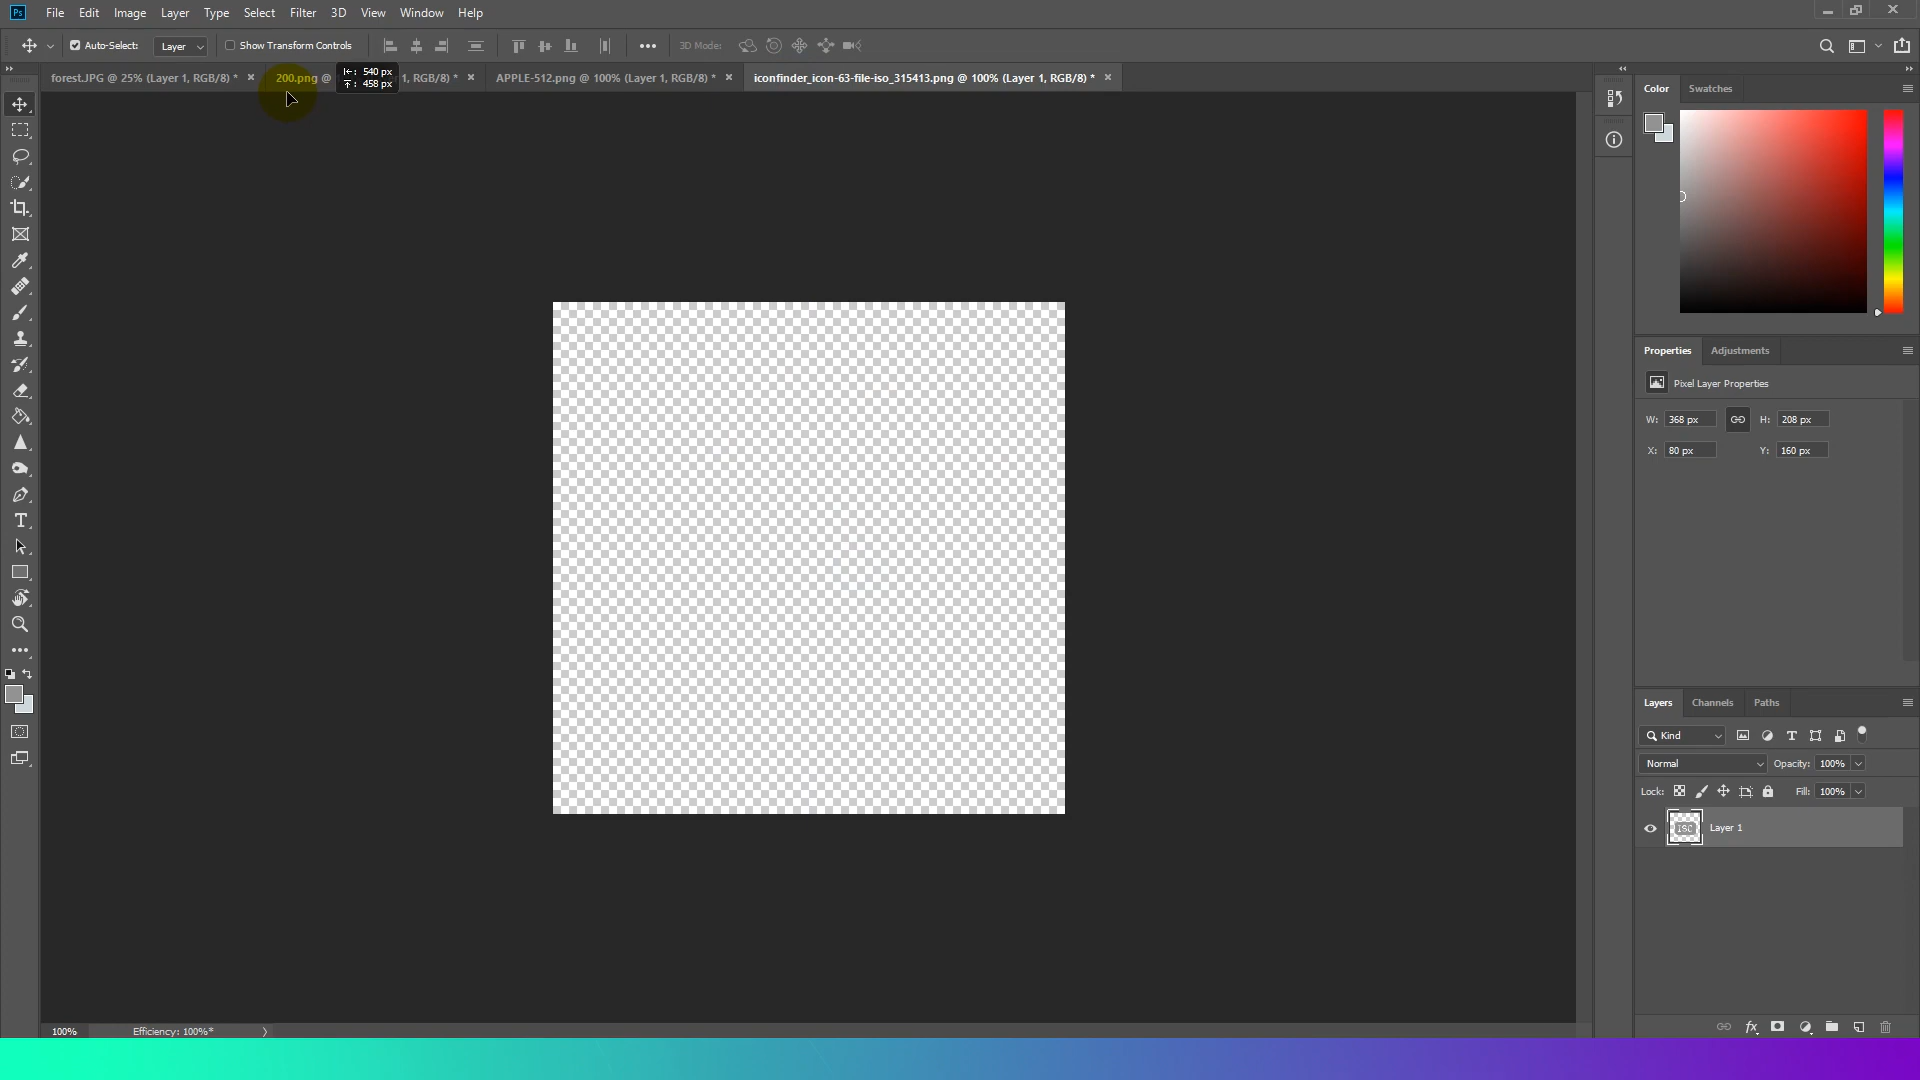 Ps File Edit Image Layer Type Select Filter 3D View Window Help
Auto-Select: Layer Show Transform Controls 3D Mode:
forest.JPG @ 25% (Layer 1, RGB/8) * 200.png @ 1, RGB/8) * APPLE-512.png @ 100% (Layer 1, RGB/8) * iconfinder_icon-63-file-iso_315413.png @ 100% (Layer 1, RGB/8) *
540 px
458 px
Color Swatches
Properties Adjustments
Pixel Layer Properties
W: 368 px H: 208 px
X: 80 px Y: 160 px
Layers Channels Paths
Kind
Normal Opacity: 100%
Lock: Fill: 100%
ISO Layer 1
fx
100% Efficiency: 100%*